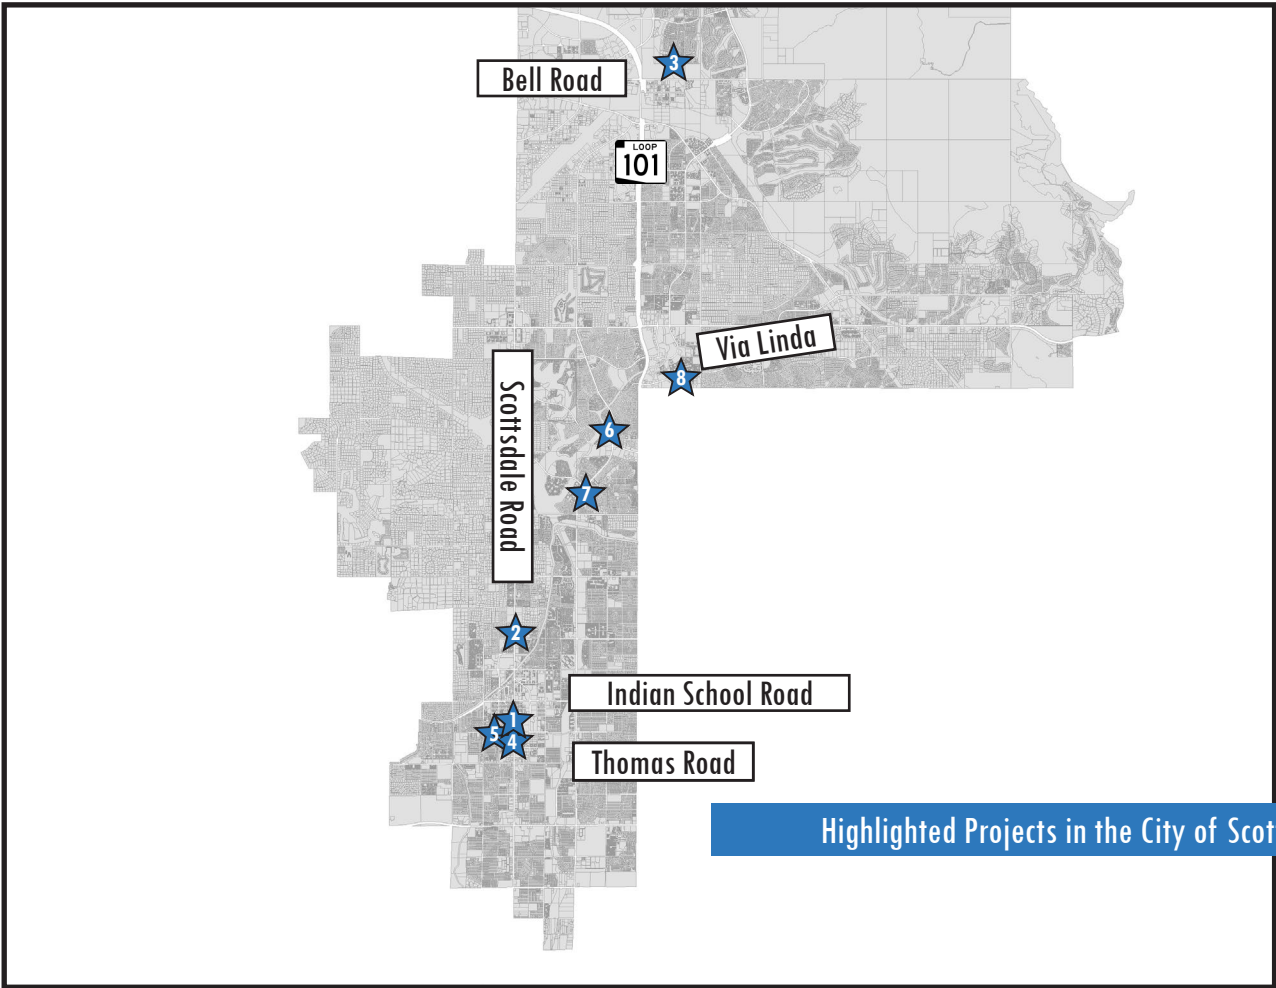 3
Bell Road
LOOP
101
Via Linda
8
Scottsdale Road
6
7
2
Indian School Road
1
5
4
Thomas Road
Highlighted Projects in the City of Scot